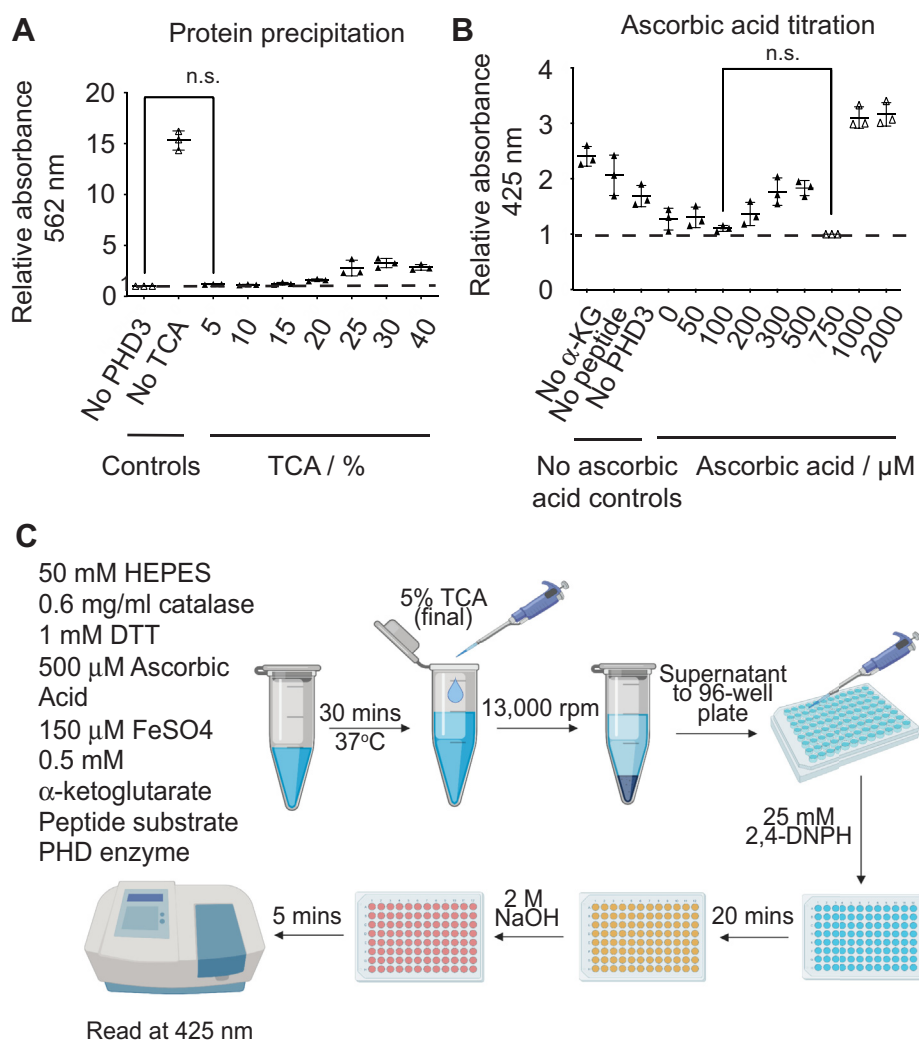 A
Protein precipitation
n.s.
20
15
10
5
1
0
Relative absorbance
562 nm
No PHD3
No TCA
5
10
15
20
25
30
40
Controls
TCA / %
B
Ascorbic acid titration
n.s.
4
3
2
1
0
Relative absorbance
425 nm
No α-KG
No peptide
No PHD3
0
50
100
200
300
500
750
1000
2000
No ascorbic
acid controls
Ascorbic acid / µM
C
50 mM HEPES
0.6 mg/ml catalase
1 mM DTT
500 µM Ascorbic
Acid
150 µM FeSO4
0.5 mM
α-ketoglutarate
Peptide substrate
PHD enzyme
30 mins
37°C
5% TCA
(final)
13,000 rpm
Supernatant
to 96-well
plate
25 mM
2,4-DNPH
20 mins
2 M
NaOH
5 mins
Read at 425 nm